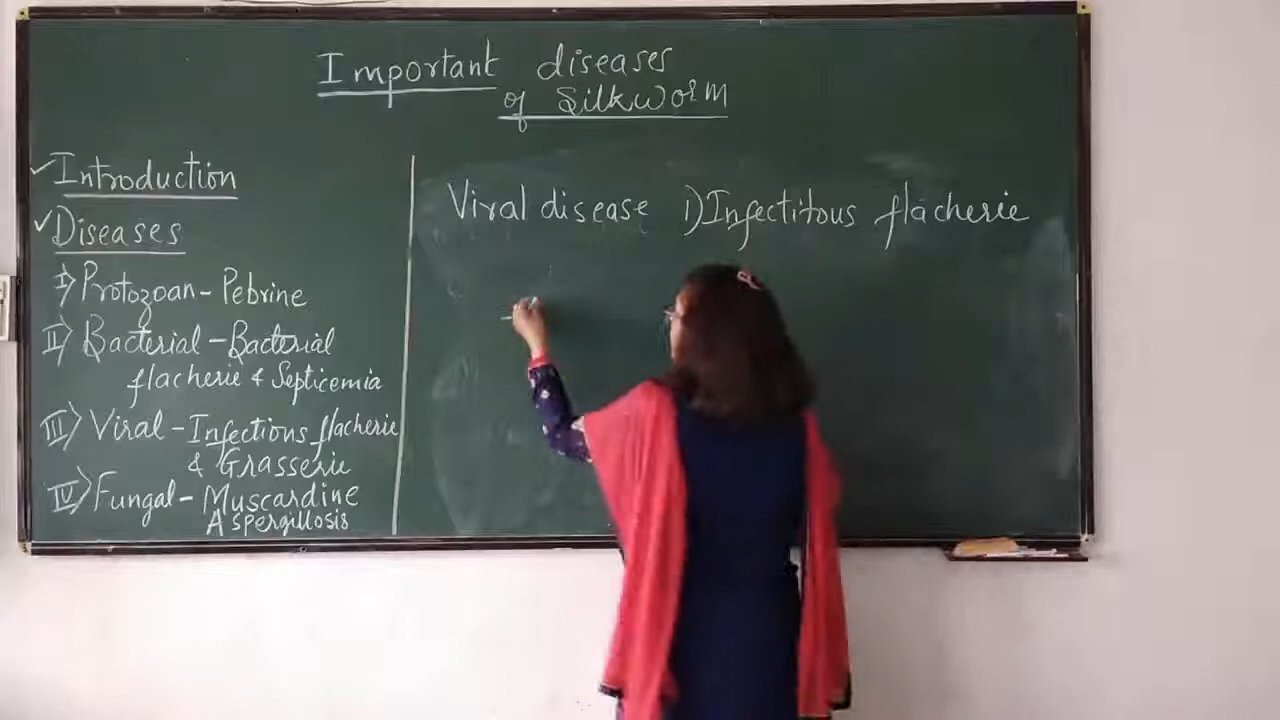 Important diseases
of Silkworm
✓Introduction
✓Diseases
I) Protozoan - Pebrine
II) Bacterial - Bacterial
flacherie & Septicemia
III) Viral - Infections flacherie
& Grasserie
IV) Fungal - Muscardine
Aspergillosis
Viral disease 1) Infectitous flacherie